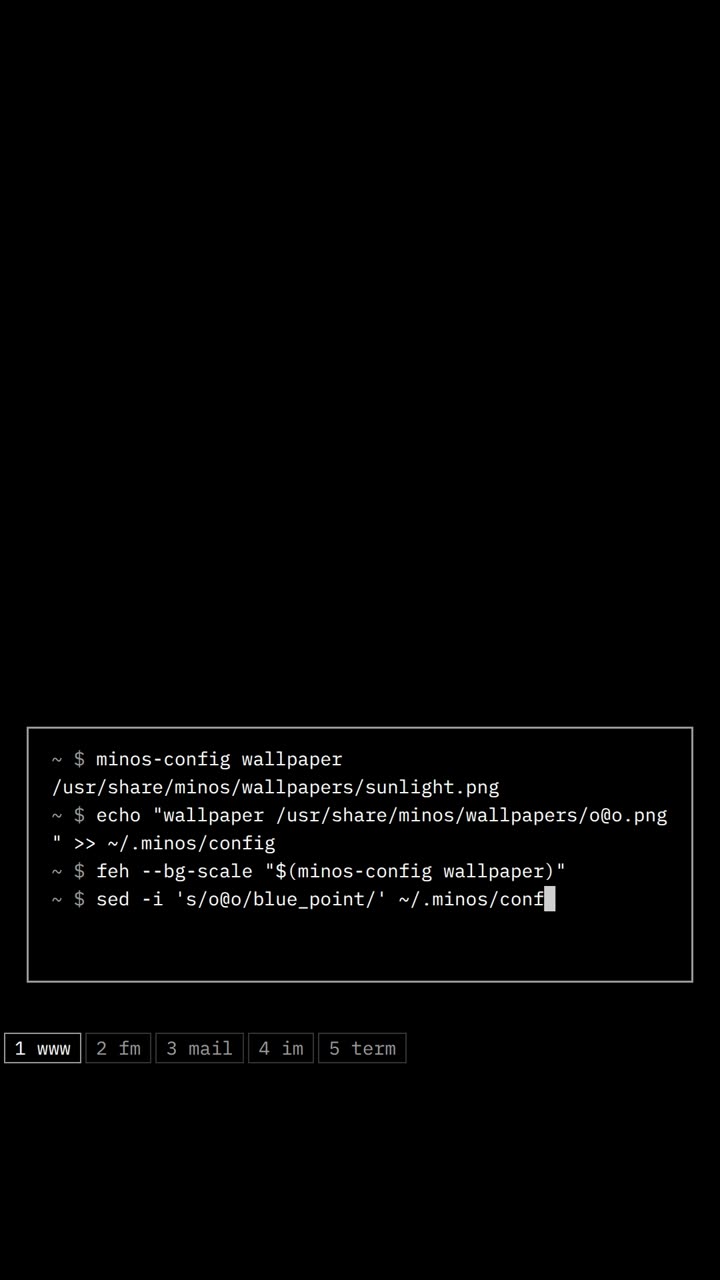 ~ $ minos-config wallpaper
/usr/share/minos/wallpapers/sunlight.png
~ $ echo "wallpaper /usr/share/minos/wallpapers/o@o.png
" >> ~/.minos/config
~ $ feh --bg-scale "$(minos-config wallpaper)"
~ $ sed -i 's/o@o/blue_point/' ~/.minos/conf
1 www 2 fm 3 mail 4 im 5 term